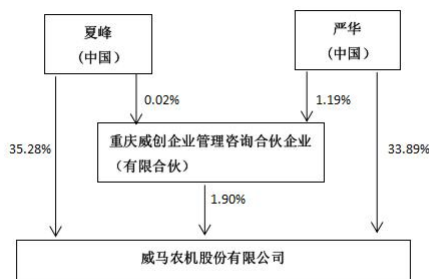 夏峰
（中国）
严华
（中国）
0.02%
1.19%
35.28%
重庆威创企业管理咨询合伙企业
（有限合伙）
33.89%
1.90%
威马农机股份有限公司